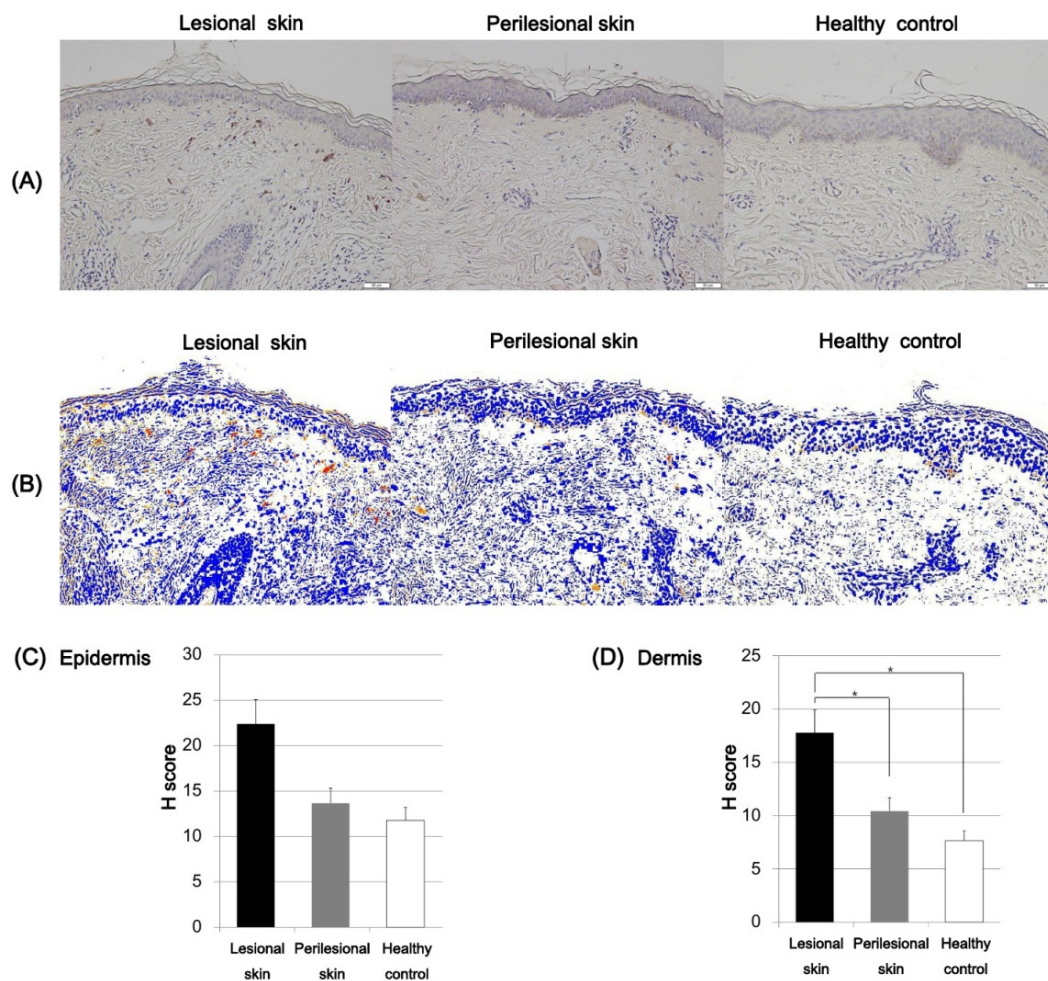 Lesional skin
Perilesional skin
Healthy control
(A)
Lesional skin
Perilesional skin
Healthy control
(B)
(C) Epidermis
H score
30
25
20
15
10
5
0
Lesional skin
Perilesional skin
Healthy control
(D) Dermis
H score
25
20
15
10
5
0
*
*
Lesional skin
Perilesional skin
Healthy control